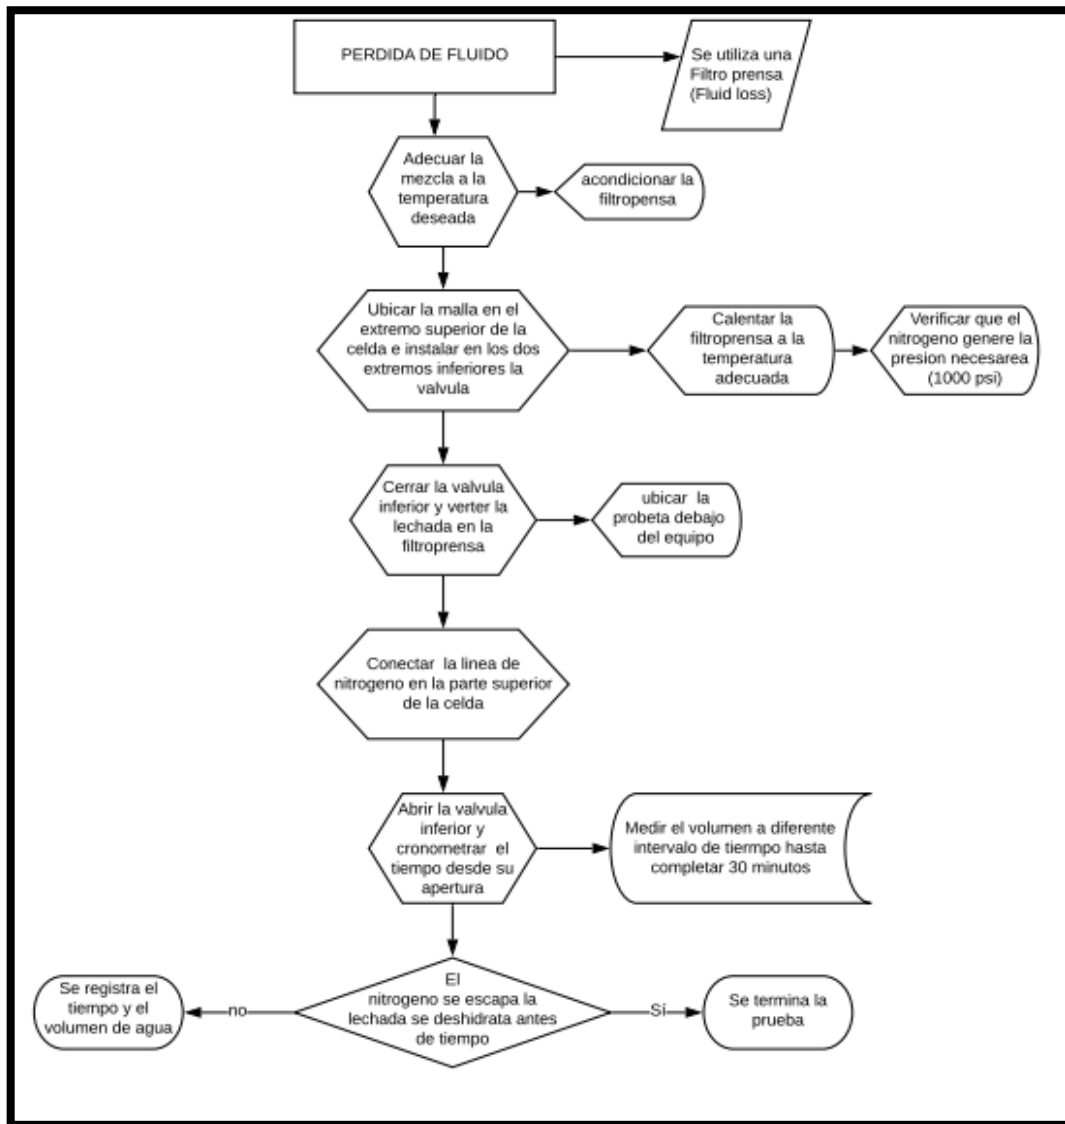 PERDIDA DE FLUIDO
Se utiliza una
Filtro prensa
(Fluid loss)
Adecuar la
mezcla a la
temperatura
deseada
acondicionar la
filtropensa
Ubicar la malla en el
extremo superior de la
celda e instalar en los dos
extremos inferiores la
valvula
Calentar la
filtroprensa a la
temperatura
adecuada
Verificar que el
nitrogeno genere la
presion necesarea
(1000 psi)
Cerrar la valvula
inferior y verter la
lechada en la
filtroprensa
ubicar la
probeta debajo
del equipo
Conectar la linea de
nitrogeno en la parte superior
de la celda
Abrir la valvula
inferior y
cronometrar el
tiempo desde su
apertura
Medir el volumen a diferente
intervalo de tiermpo hasta
completar 30 minutos
El
nitrogeno se escapa la
lechada se deshidrata antes
de tiempo
no
Se registra el
tiempo y el
volumen de agua
Sí
Se termina la
prueba